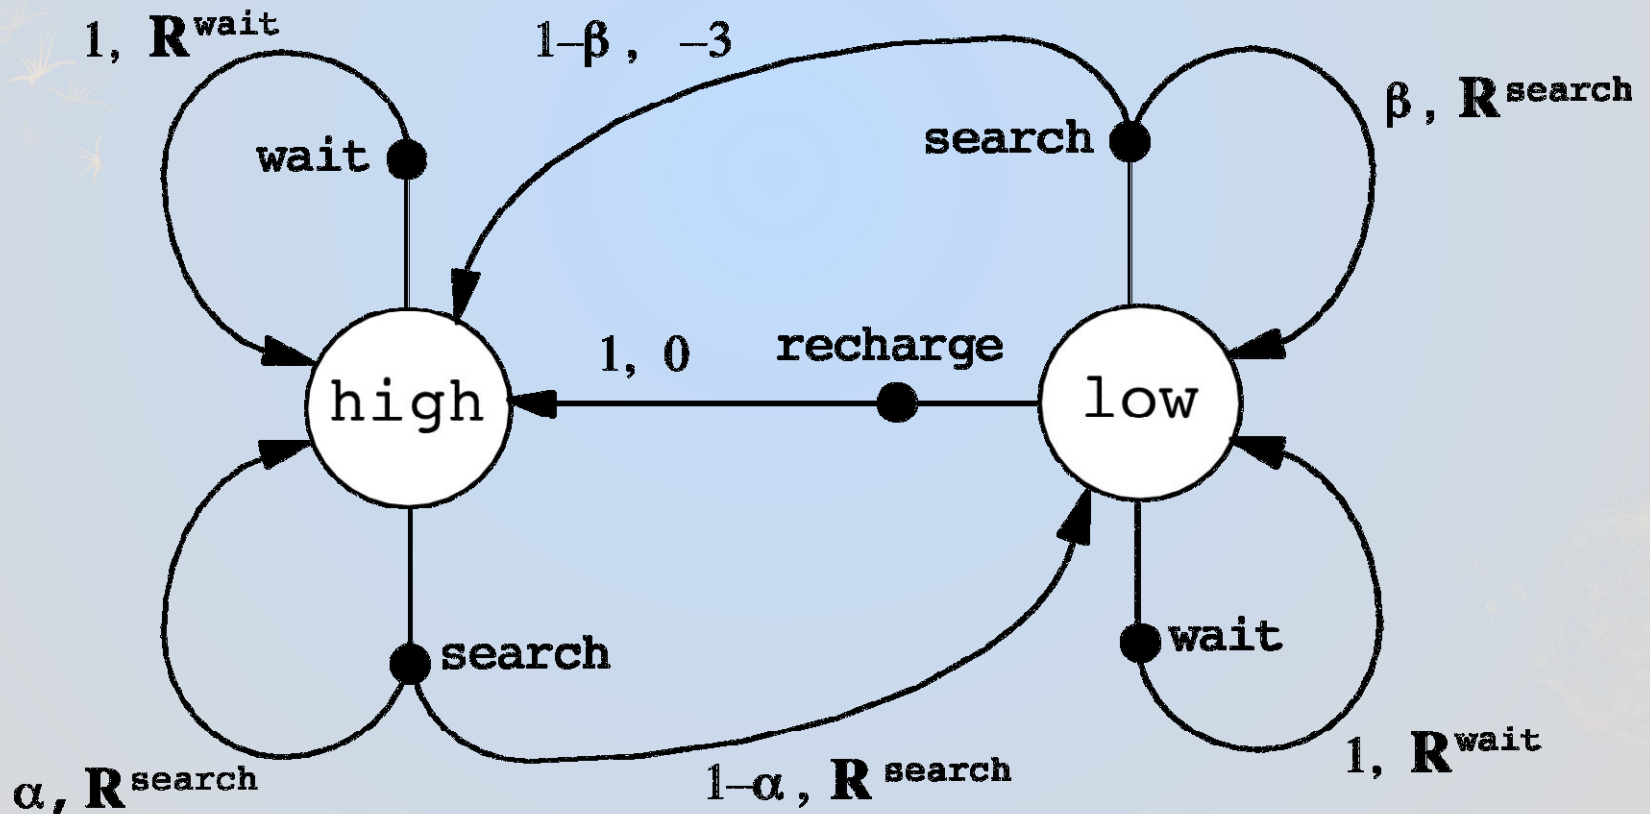 1, R^wait
1–β , –3
β , R^search
wait
search
1, 0
recharge
high
low
search
wait
α, R^search
1–α , R^search
1, R^wait